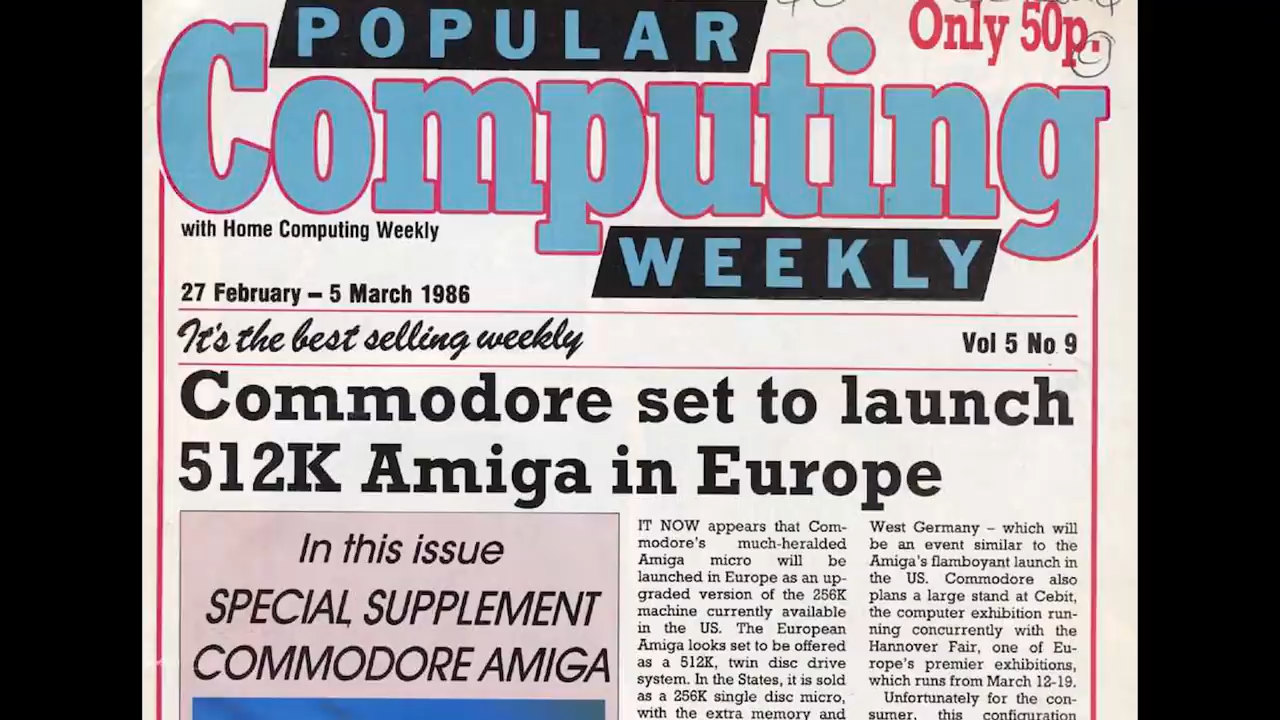 POPULAR
Only 50p.
Computing
with Home Computing Weekly
WEEKLY
27 February – 5 March 1986
It's the best selling weekly
Vol 5 No 9
Commodore set to launch
512K Amiga in Europe
In this issue
SPECIAL SUPPLEMENT
COMMODORE AMIGA
IT NOW appears that Com-
modore's much-heralded
Amiga micro will be
launched in Europe as an up-
graded version of the 256K
machine currently available
in the US. The European
Amiga looks set to be offered
as a 512K, twin disc drive
system. In the States, it is sold
as a 256K single disc micro,
with the extra memory and
West Germany – which will
be an event similar to the
Amiga's flamboyant launch in
the US. Commodore also
plans a large stand at Cebit,
the computer exhibition run-
ning concurrently with the
Hannover Fair, one of Eu-
rope's premier exhibitions,
which runs from March 12-19.
Unfortunately for the con-
sumer, this configuration